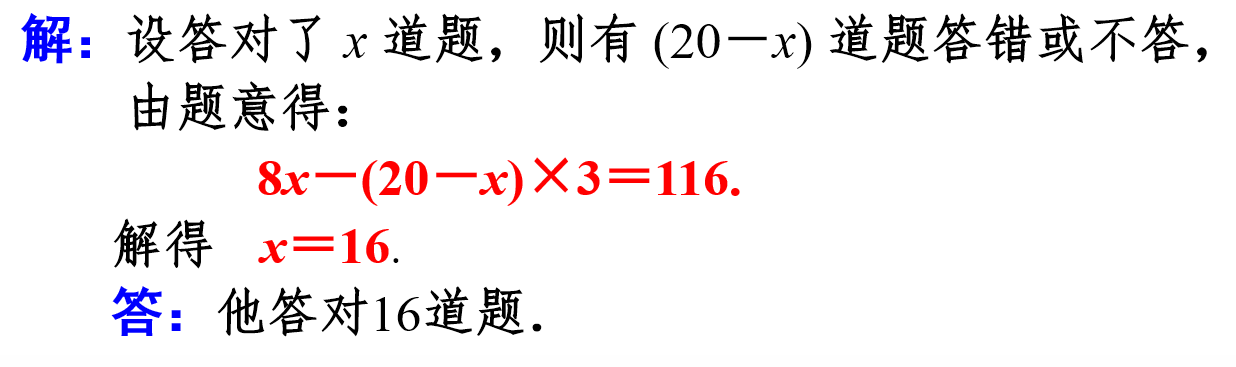 解：设答对了 x 道题，则有 (20－x) 道题答错或不答，
由题意得：
8x－(20－x)×3＝116.
解得 x＝16.
答：他答对16道题．